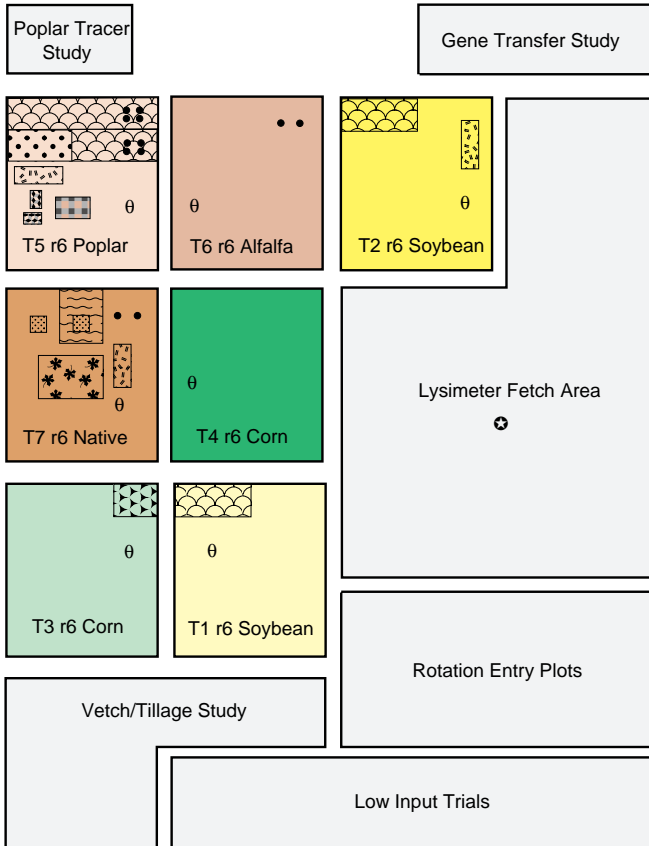 Poplar Tracer
Study
Gene Transfer Study
θ
T5 r6 Poplar
θ
T6 r6 Alfalfa
θ
T2 r6 Soybean
θ
T7 r6 Native
θ
T4 r6 Corn
Lysimeter Fetch Area
θ
T3 r6 Corn
θ
T1 r6 Soybean
Rotation Entry Plots
Vetch/Tillage Study
Low Input Trials